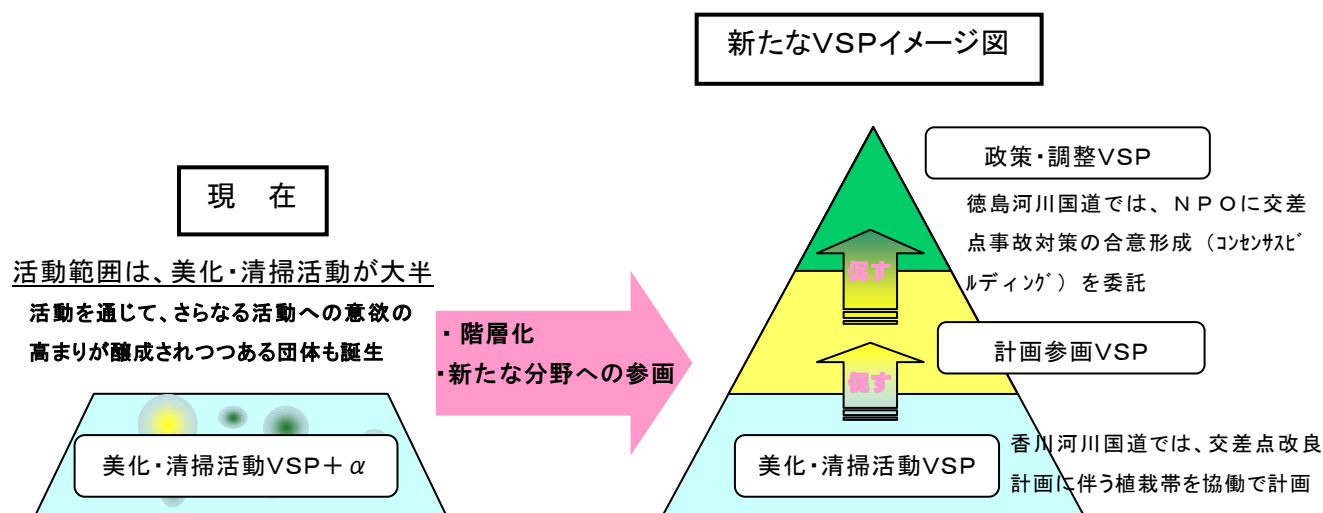 新たなVSPイメージ図
現 在
活動範囲は、美化・清掃活動が大半
活動を通じて、さらなる活動への意欲の
高まりが醸成されつつある団体も誕生
美化・清掃活動VSP+α
・階層化
・新たな分野への参画
政策・調整VSP
徳島河川国道では、NPOに交差
点事故対策の合意形成(コンセンサスビ
ルディング)を委託
促す
計画参画VSP
促す
香川河川国道では、交差点改良
計画に伴う植栽帯を協働で計画
美化・清掃活動VSP